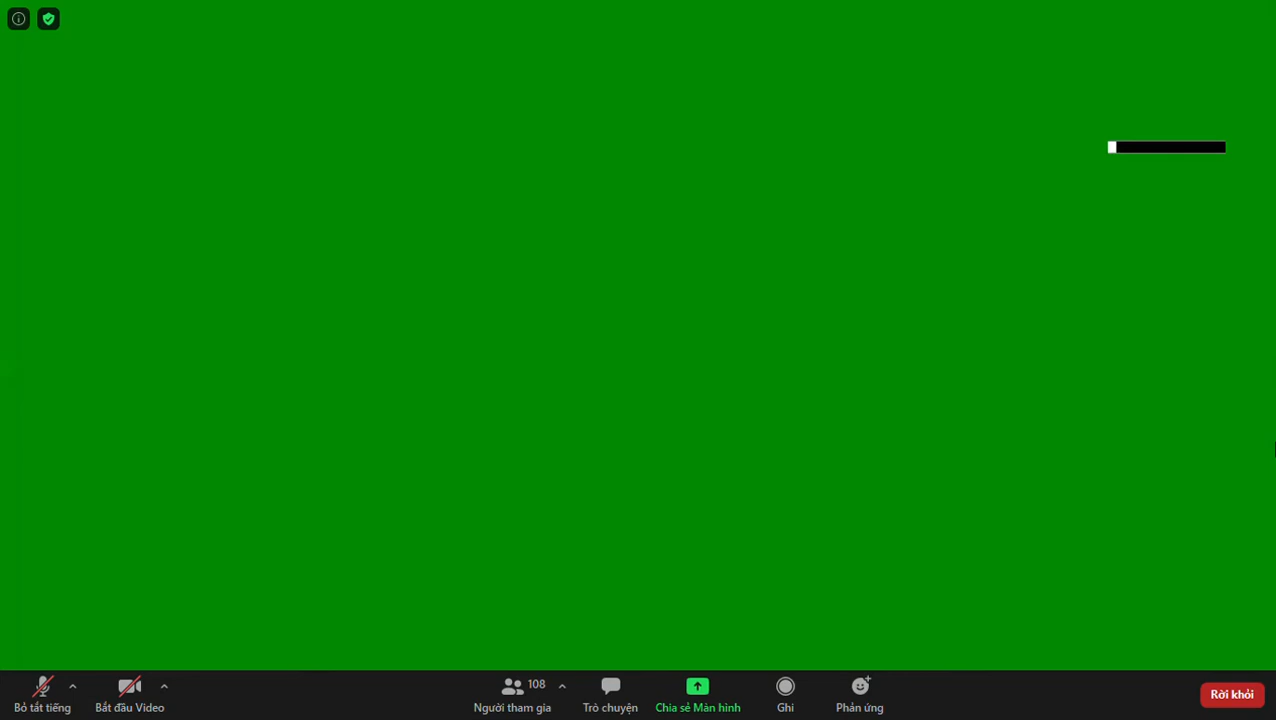 108
Bỏ tắt tiếng
Bắt đầu Video
Người tham gia
Trò chuyện
Chia sẻ Màn hình
Ghi
Phản ứng
Rời khỏi